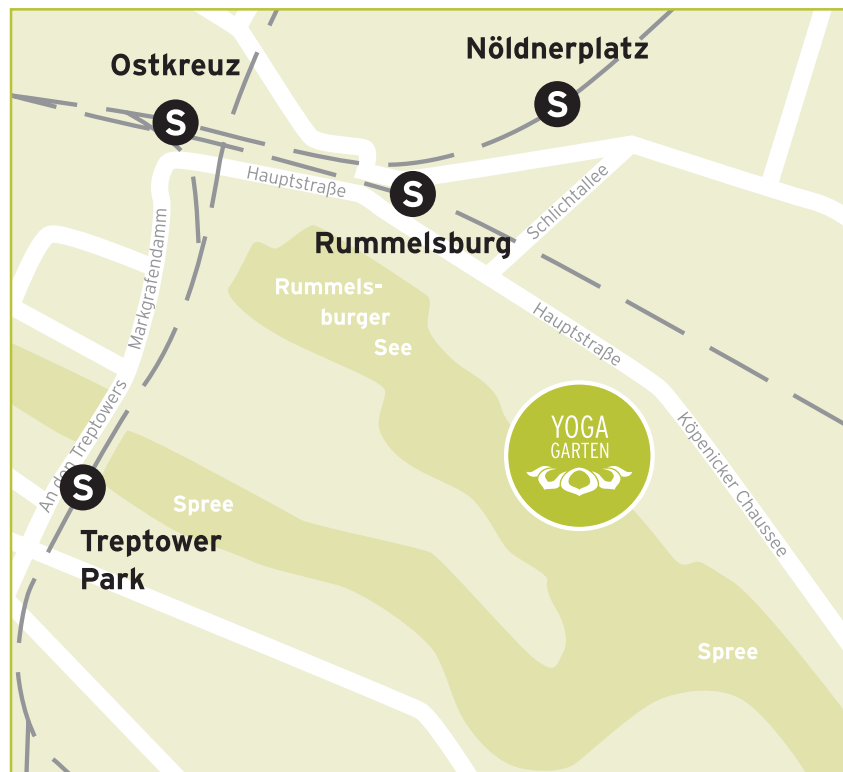 Nöldnerplatz
Ostkreuz
S
S
Hauptstraße
S
Schlichtallee
Rummelsburg
Markgrafendamm
Rummels-
burger
See
Hauptstraße
YOGA
GARTEN
Köpenicker Chaussee
An den Treptowers
S
Spree
Treptower
Park
Spree